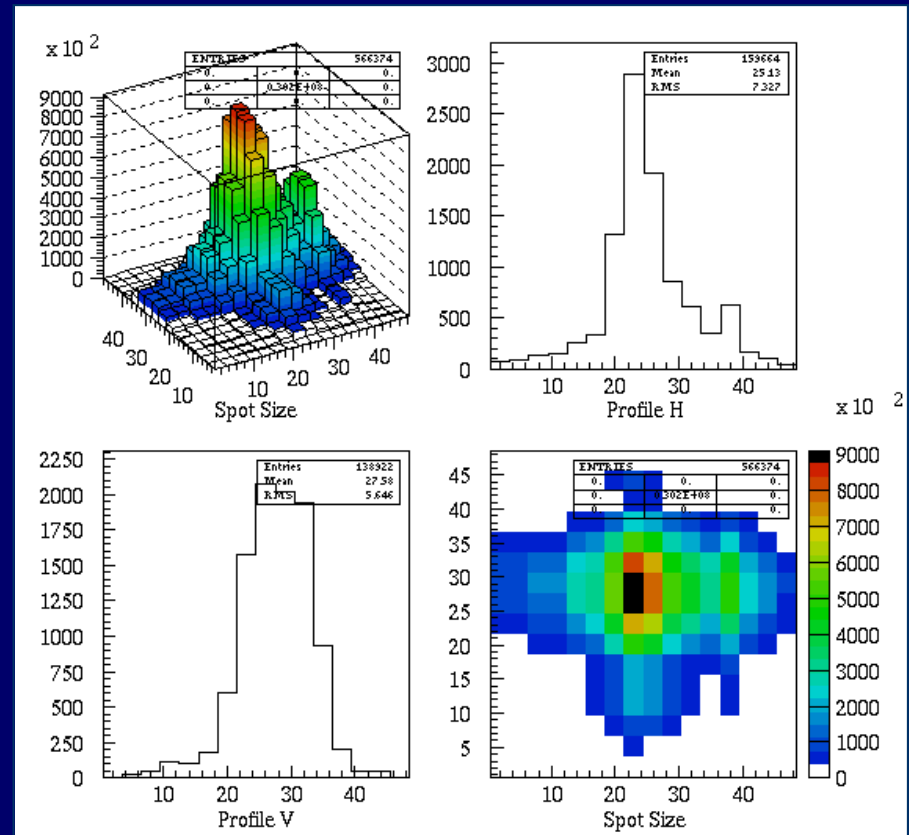 x 10 2
ENTRIES 566374
0. 0. 0.
0. 0.302E+08 0.
0. 0. 0.
9000
8000
7000
6000
5000
4000
3000
2000
1000
0
40
30
20
10
10
20
30
40
Spot Size
Entries 159664
Mean 25.13
RMS 7.327
3000
2500
2000
1500
1000
500
0
10 20 30 40
Profile H
Entries 138922
Mean 27.58
RMS 5.646
2250
2000
1750
1500
1250
1000
750
500
250
0
10 20 30 40
Profile V
ENTRIES 566374
0. 0. 0.
0. 0.302E+08 0.
0. 0. 0.
45
40
35
30
25
20
15
10
5
10 20 30 40
Spot Size
x 10 2
9000
8000
7000
6000
5000
4000
3000
2000
1000
0